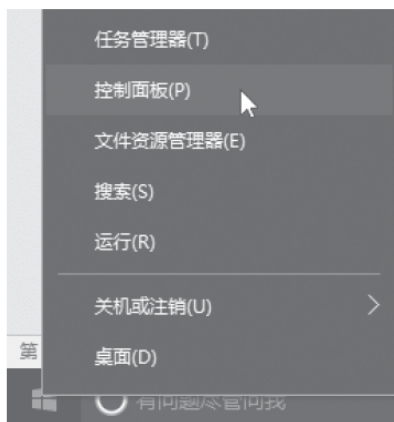 任务管理器(T)
控制面板(P)
文件资源管理器(E)
搜索(S)
运行(R)
关机或注销(U)
第
桌面(D)
有问题尽管问我